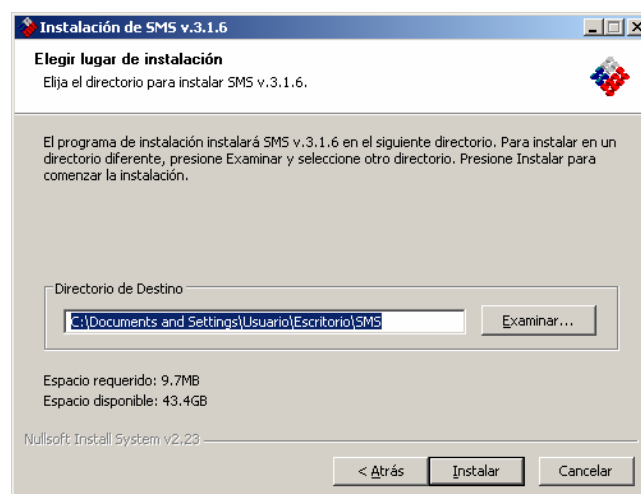 Instalación de SMS v.3.1.6
Elegir lugar de instalación
Elija el directorio para instalar SMS v.3.1.6.
El programa de instalación instalará SMS v.3.1.6 en el siguiente directorio. Para instalar en un
directorio diferente, presione Examinar y seleccione otro directorio. Presione Instalar para
comenzar la instalación.
Directorio de Destino
C:\Documents and Settings\Usuario\Escritorio\SMS
Examinar...
Espacio requerido: 9.7MB
Espacio disponible: 43.4GB
Nullsoft Install System v2.23
< Atrás
Instalar
Cancelar